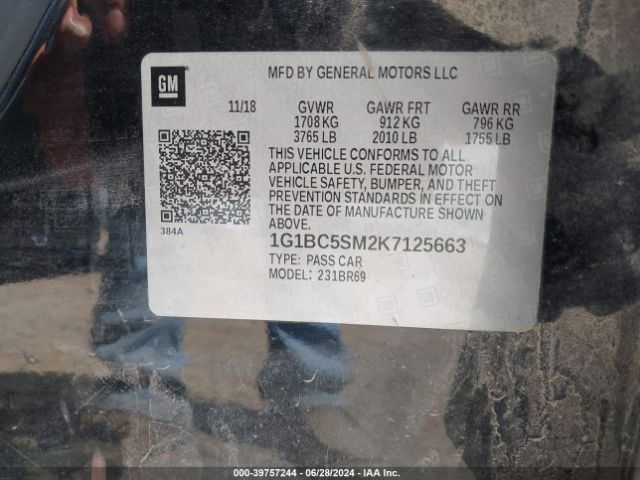 GM
MFD BY GENERAL MOTORS LLC
11/18 GVWR GAWR FRT GAWR RR
1708 KG 912 KG 796 KG
3765 LB 2010 LB 1755 LB
THIS VEHICLE CONFORMS TO ALL
APPLICABLE U.S. FEDERAL MOTOR
VEHICLE SAFETY, BUMPER, AND THEFT
PREVENTION STANDARDS IN EFFECT ON
THE DATE OF MANUFACTURE SHOWN
ABOVE.
384A
1G1BC5SM2K7125663
TYPE: PASS CAR
MODEL: 231BR69
000-39757244 - 06/28/2024 - IAA Inc.